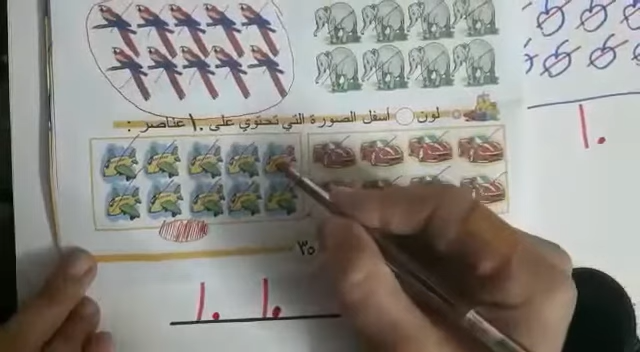 لون ○ أسفل الصورة التي تحتوي على ١٠ عناصر :
١٠
٣٥
١٠ ١٠